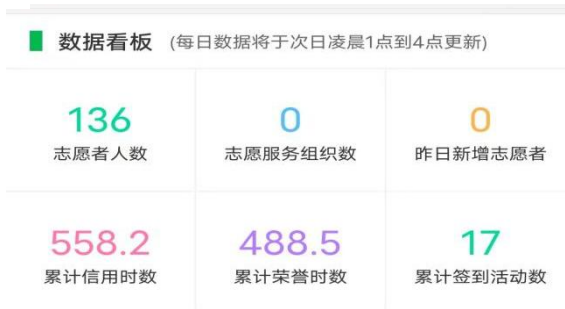 数据看板 (每日数据将于次日凌晨1点到4点更新)
136 0 0
志愿者人数 志愿服务组织数 昨日新增志愿者
558.2 488.5 17
累计信用时数 累计荣誉时数 累计签到活动数